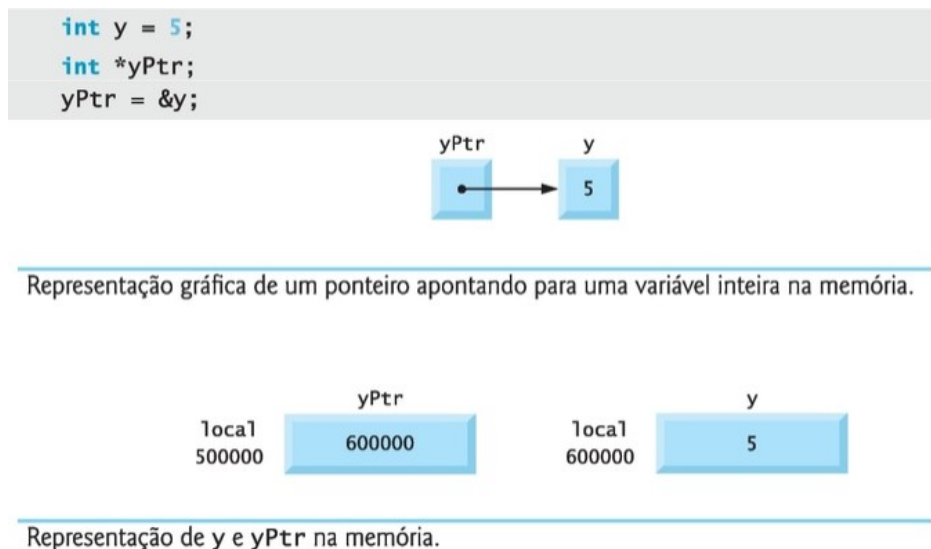 int y = 5;
int *yPtr;
yPtr = &y;
yPtr y
5
Representação gráfica de um ponteiro apontando para uma variável inteira na memória.
yPtr y
local 500000 600000 local 600000 5
Representação de y e yPtr na memória.